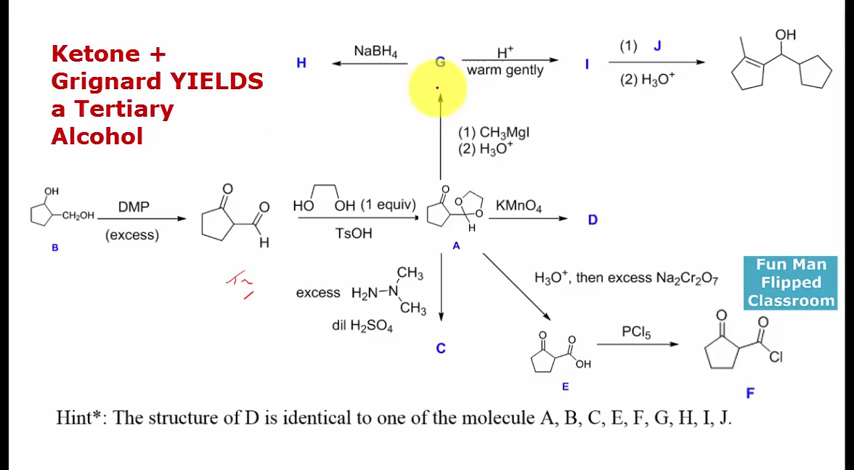 Ketone +
Grignard YIELDS
a Tertiary
Alcohol
H
NaBH4
G
H+
warm gently
I
(1) J
(2) H3O+
OH
(1) CH3MgI
(2) H3O+
OH
CH2OH
B
DMP
(excess)
O
O
H
HO OH (1 equiv)
TsOH
O
O
O
H
A
KMnO4
D
excess H2N-N
CH3
CH3
dil H2SO4
C
H3O+, then excess Na2Cr2O7
O
O
OH
E
PCl5
O
O
Cl
F
Fun Man
Flipped
Classroom
Hint*: The structure of D is identical to one of the molecule A, B, C, E, F, G, H, I, J.